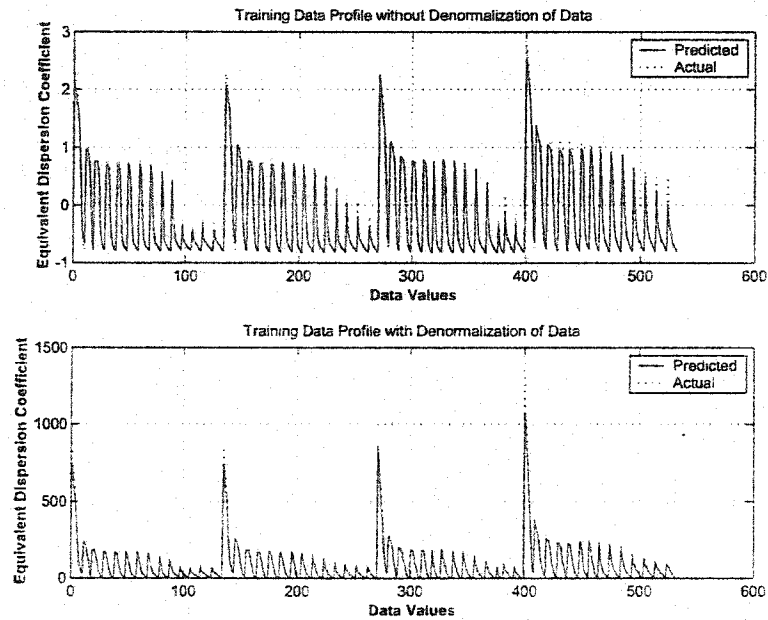 Training Data Profile without Denormalization of Data
Equivalent Dispersion Coefficient
3
2
1
0
-1
Predicted
Actual
0 100 200 300 400 500 600
Data Values
Training Data Profile with Denormalization of Data
Equivalent Dispersion Coefficient
1500
1000
500
0
Predicted
Actual
0 100 200 300 400 500 600
Data Values